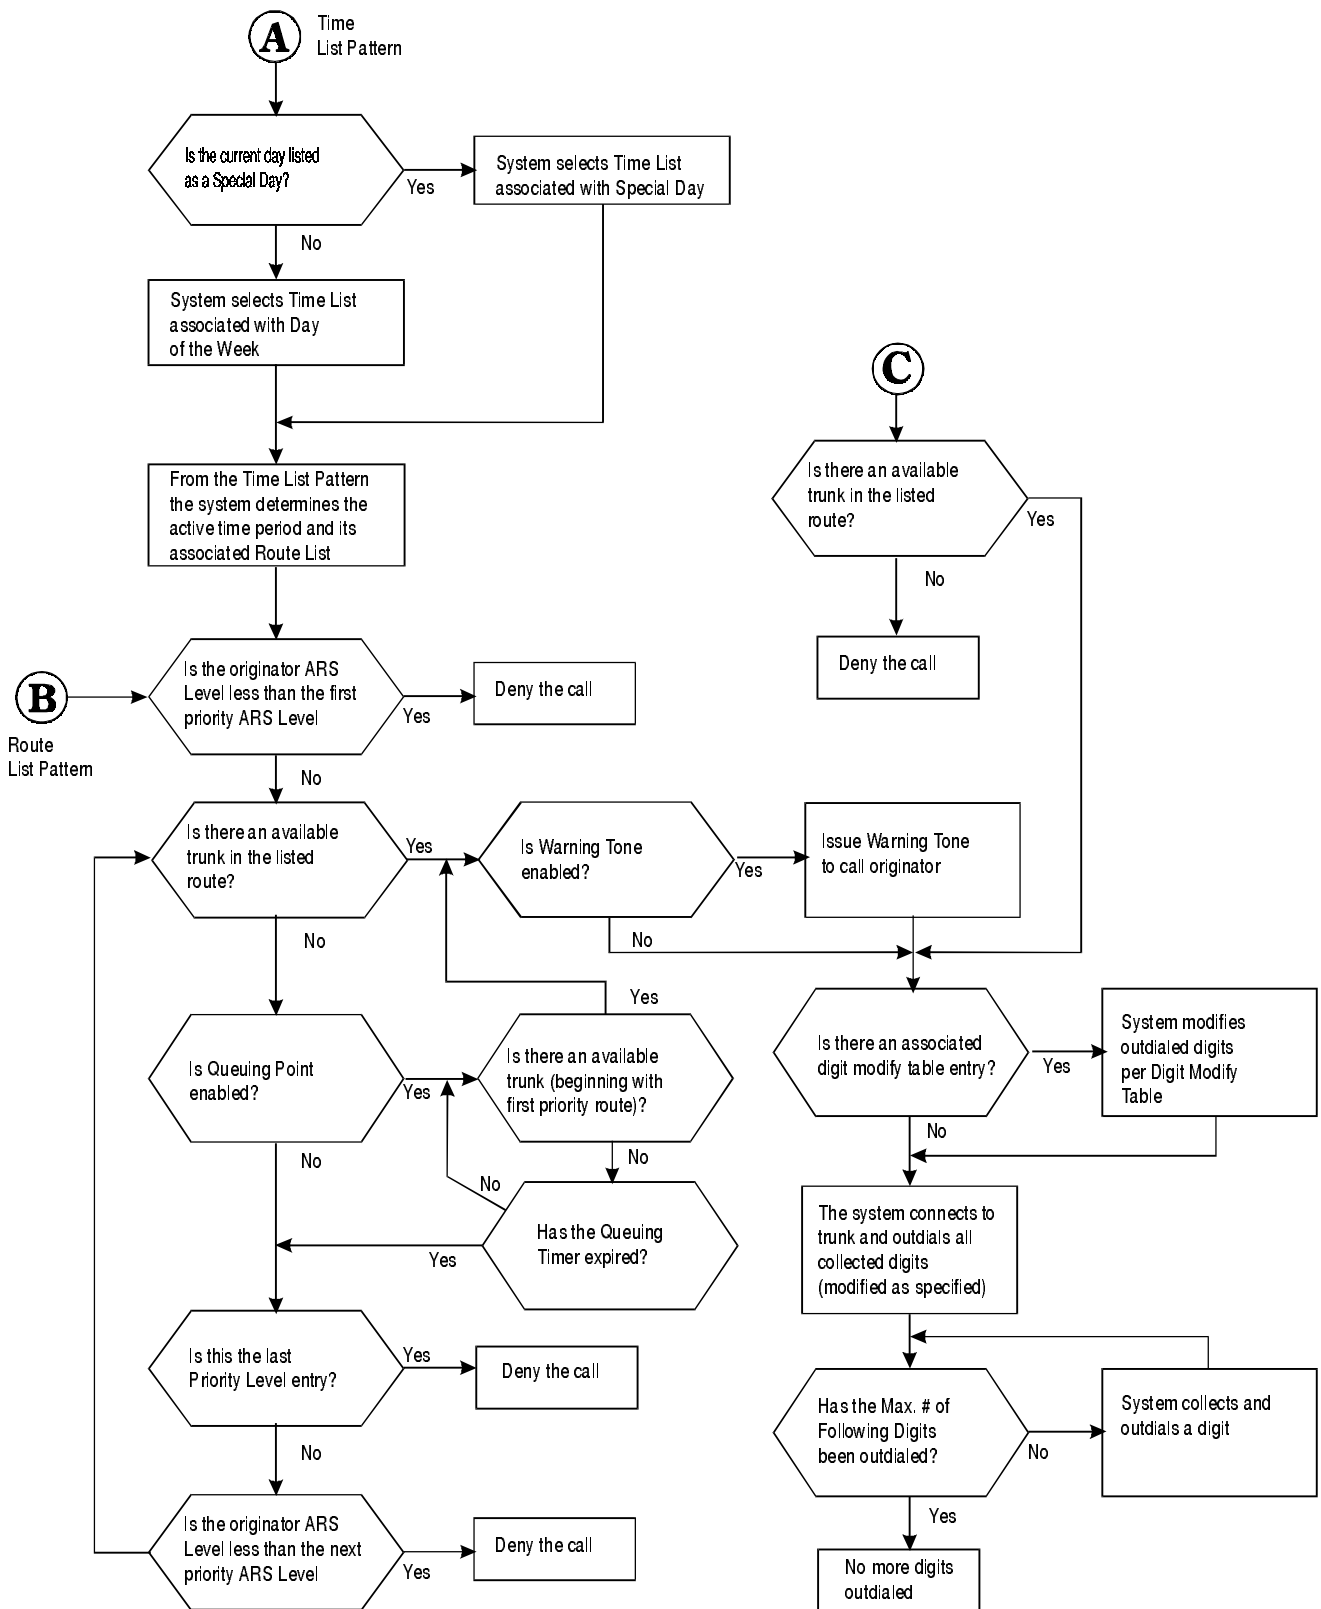 A
Time
List Pattern
Is the current day listed
as a Special Day?
Yes
System selects Time List
associated with Special Day
No
System selects Time List
associated with Day
of the Week
From the Time List Pattern
the system determines the
active time period and its
associated Route List
B
Route
List Pattern
Is the originator ARS
Level less than the first
priority ARS Level
Yes
Deny the call
No
Is there an available
trunk in the listed
route?
Yes
Is Warning Tone
enabled?
Yes
Issue Warning Tone
to call originator
No
No
Is Queuing Point
enabled?
Yes
Is there an available
trunk (beginning with
first priority route)?
Yes
No
No
Has the Queuing
Timer expired?
No
Yes
Is this the last
Priority Level entry?
Yes
Deny the call
No
Is the originator ARS
Level less than the next
priority ARS Level
Yes
Deny the call
C
Is there an available
trunk in the listed
route?
Yes
No
Deny the call
Is there an associated
digit modify table entry?
Yes
System modifies
outdialed digits
per Digit Modify
Table
No
The system connects to
trunk and outdials all
collected digits
(modified as specified)
Has the Max. # of
Following Digits
been outdialed?
No
System collects and
outdials a digit
Yes
No more digits
outdialed